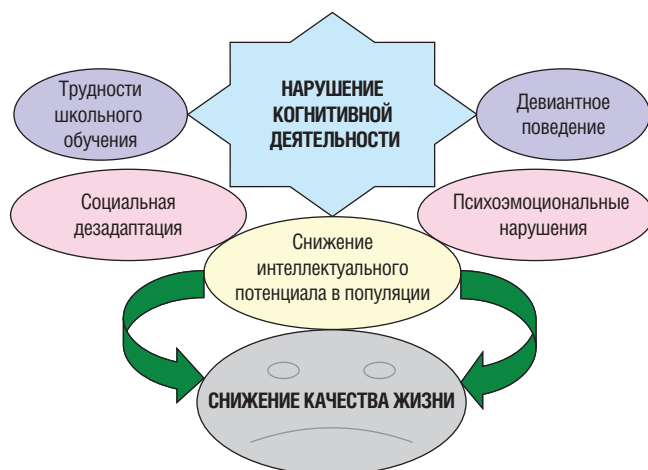 Трудности
школьного
обучения
НАРУШЕНИЕ
КОГНИТИВНОЙ
ДЕЯТЕЛЬНОСТИ
Девиантное
поведение
Социальная
дезадаптация
Психоэмоциональные
нарушения
Снижение
интеллектуального
потенциала в популяции
СНИЖЕНИЕ КАЧЕСТВА ЖИЗНИ